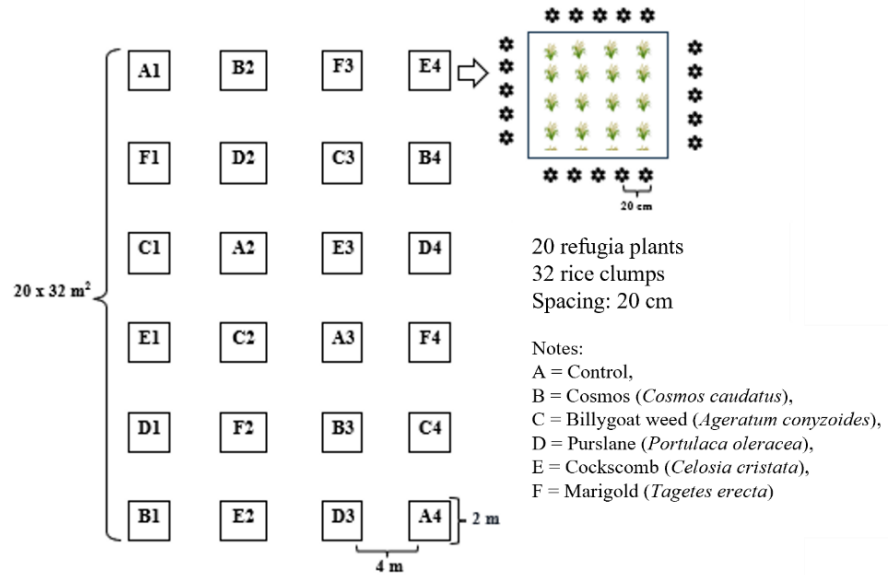 A1 B2 F3 E4
F1 D2 C3 B4
C1 A2 E3 D4
E1 C2 A3 F4
D1 F2 B3 C4
B1 E2 D3 A4
20 x 32 m²
4 m
2 m
20 cm
20 refugia plants
32 rice clumps
Spacing: 20 cm
Notes:
A = Control,
B = Cosmos (Cosmos caudatus),
C = Billygoat weed (Ageratum conyzoides),
D = Purslane (Portulaca oleracea),
E = Cockscomb (Celosia cristata),
F = Marigold (Tagetes erecta)